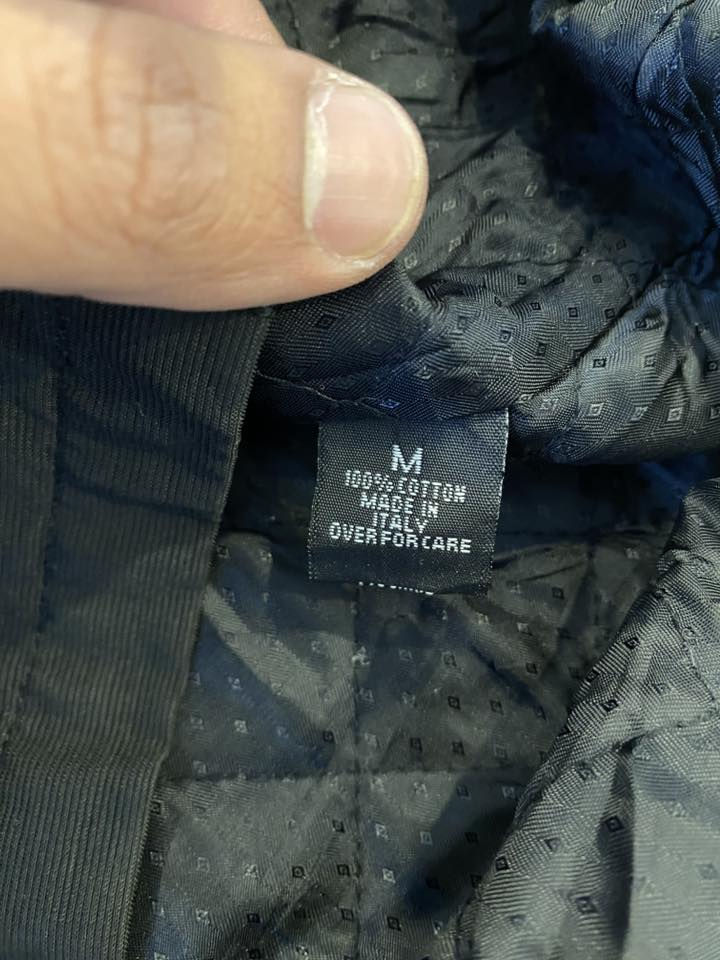 M
100% COTTON
MADE IN
ITALY
OVER FOR CARE